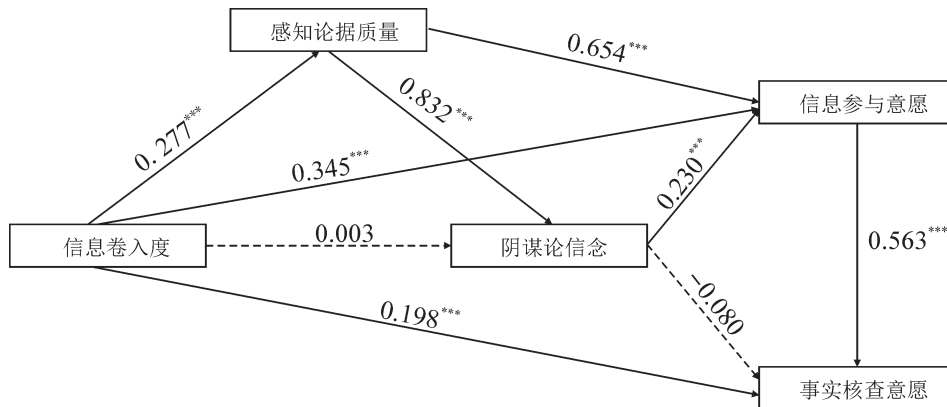 感知论据质量
0.654***
信息参与意愿
0.277***
0.832***
0.345***
0.230***
信息卷入度
0.003
阴谋论信念
0.563***
−0.080
0.198***
事实核查意愿